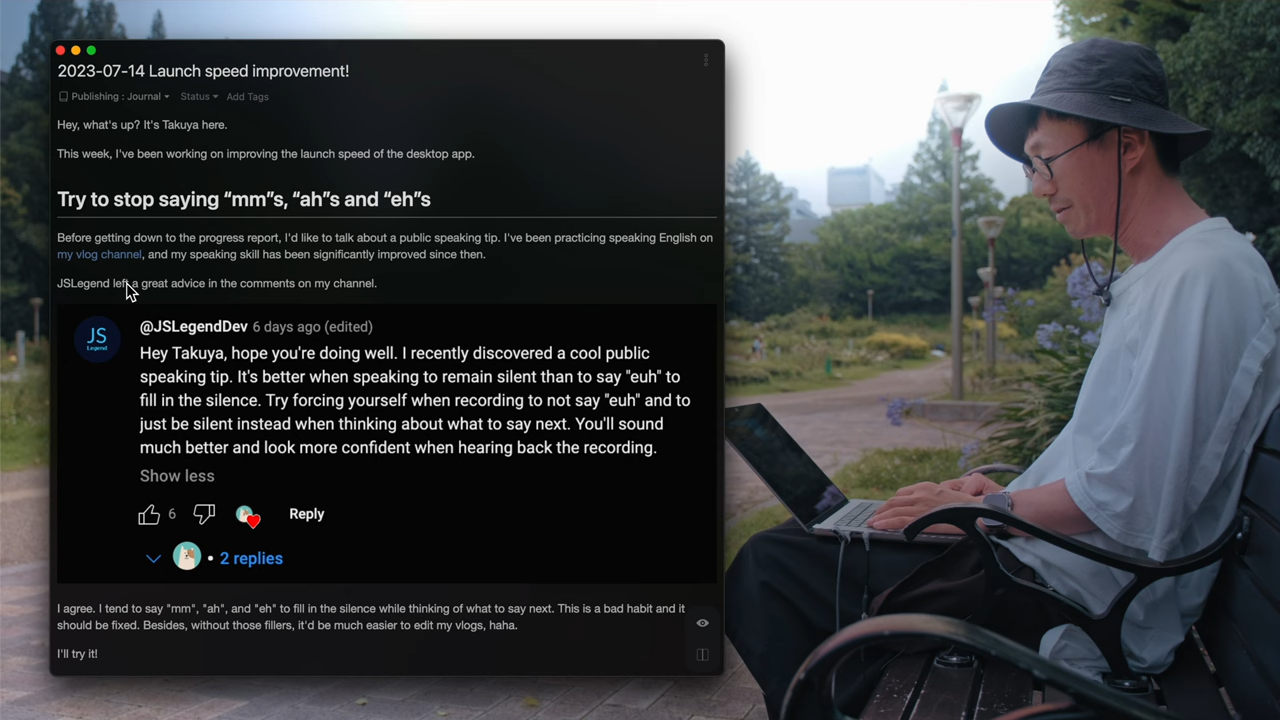 2023-07-14 Launch speed improvement!
Publishing : Journal Status Add Tags
Hey, what's up? It's Takuya here.
This week, I've been working on improving the launch speed of the desktop app.
Try to stop saying “mm”s, “ah”s and “eh”s
Before getting down to the progress report, I'd like to talk about a public speaking tip. I've been practicing speaking English on
my vlog channel, and my speaking skill has been significantly improved since then.
JSLegend left a great advice in the comments on my channel.
JS
Legend
@JSLegendDev 6 days ago (edited)
Hey Takuya, hope you're doing well. I recently discovered a cool public
speaking tip. It's better when speaking to remain silent than to say "euh" to
fill in the silence. Try forcing yourself when recording to not say "euh" and to
just be silent instead when thinking about what to say next. You'll sound
much better and look more confident when hearing back the recording.
Show less
6 Reply
• 2 replies
I agree. I tend to say "mm", "ah", and "eh" to fill in the silence while thinking of what to say next. This is a bad habit and it
should be fixed. Besides, without those fillers, it'd be much easier to edit my vlogs, haha.
I'll try it!